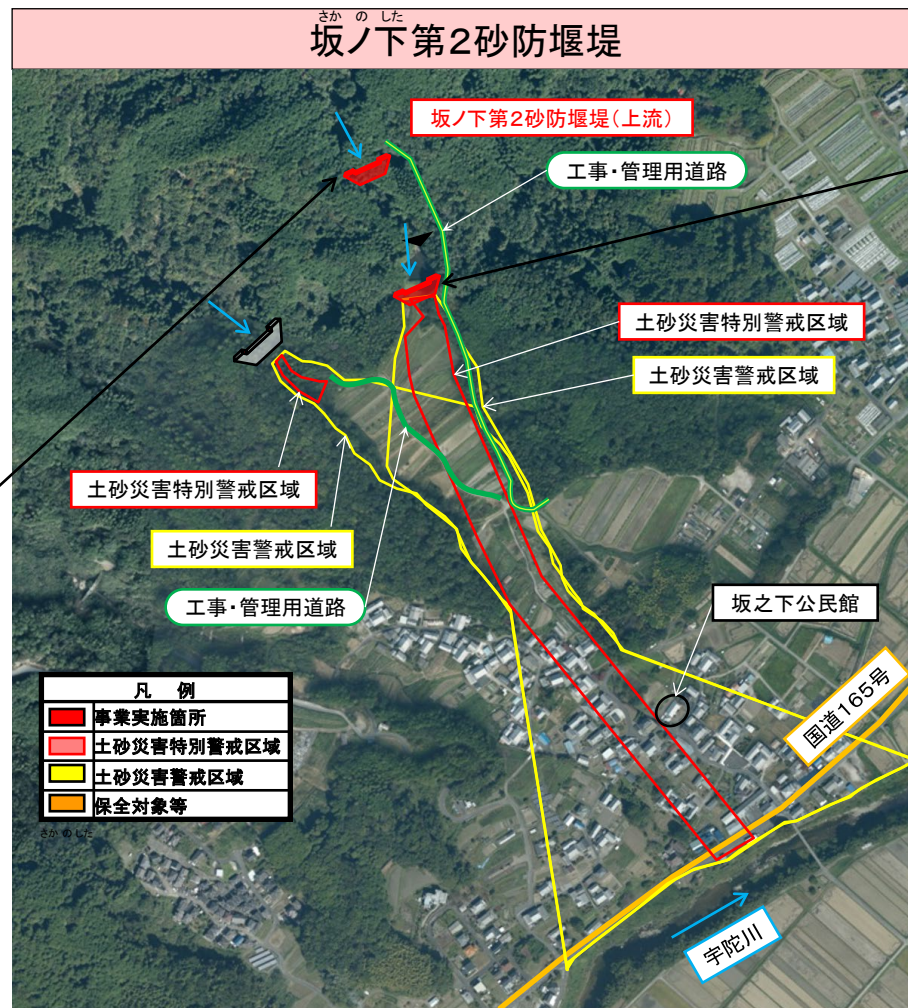 さか の した
坂ノ下第2砂防堰堤
坂ノ下第2砂防堰堤(上流)
工事・管理用道路
土砂災害特別警戒区域
土砂災害警戒区域
土砂災害特別警戒区域
土砂災害警戒区域
工事・管理用道路
坂之下公民館
国道165号
凡 例
事業実施箇所
土砂災害特別警戒区域
土砂災害警戒区域
保全対象等
さか のした
宇陀川